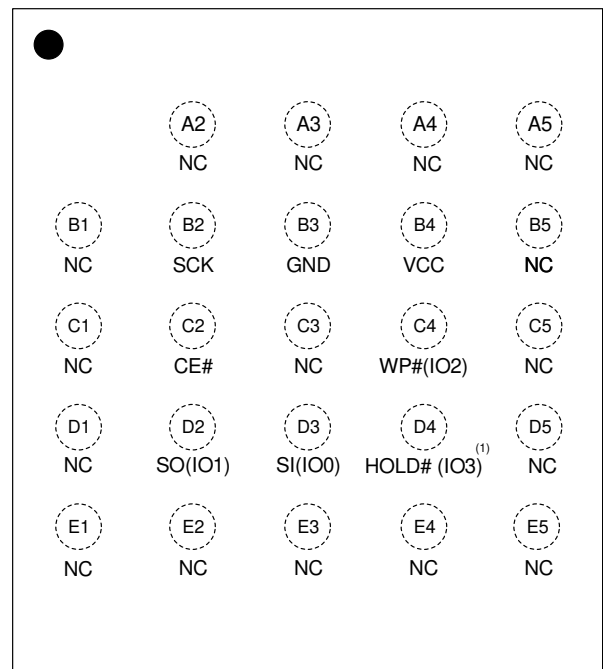 A2 A3 A4 A5
NC NC NC NC
B1 B2 B3 B4 B5
NC SCK GND VCC NC
C1 C2 C3 C4 C5
NC CE# NC WP#(IO2) NC
D1 D2 D3 D4 D5
NC SO(IO1) SI(IO0) HOLD# (IO3)(1) NC
E1 E2 E3 E4 E5
NC NC NC NC NC